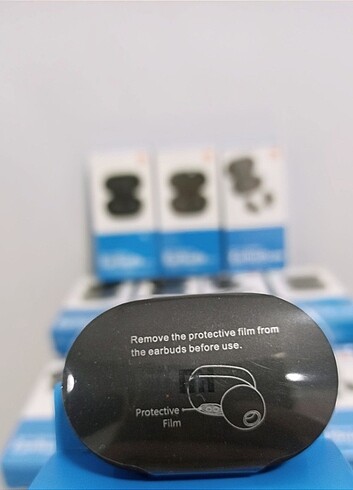 Remove the protective film from
the earbuds before use.
Protective
Film